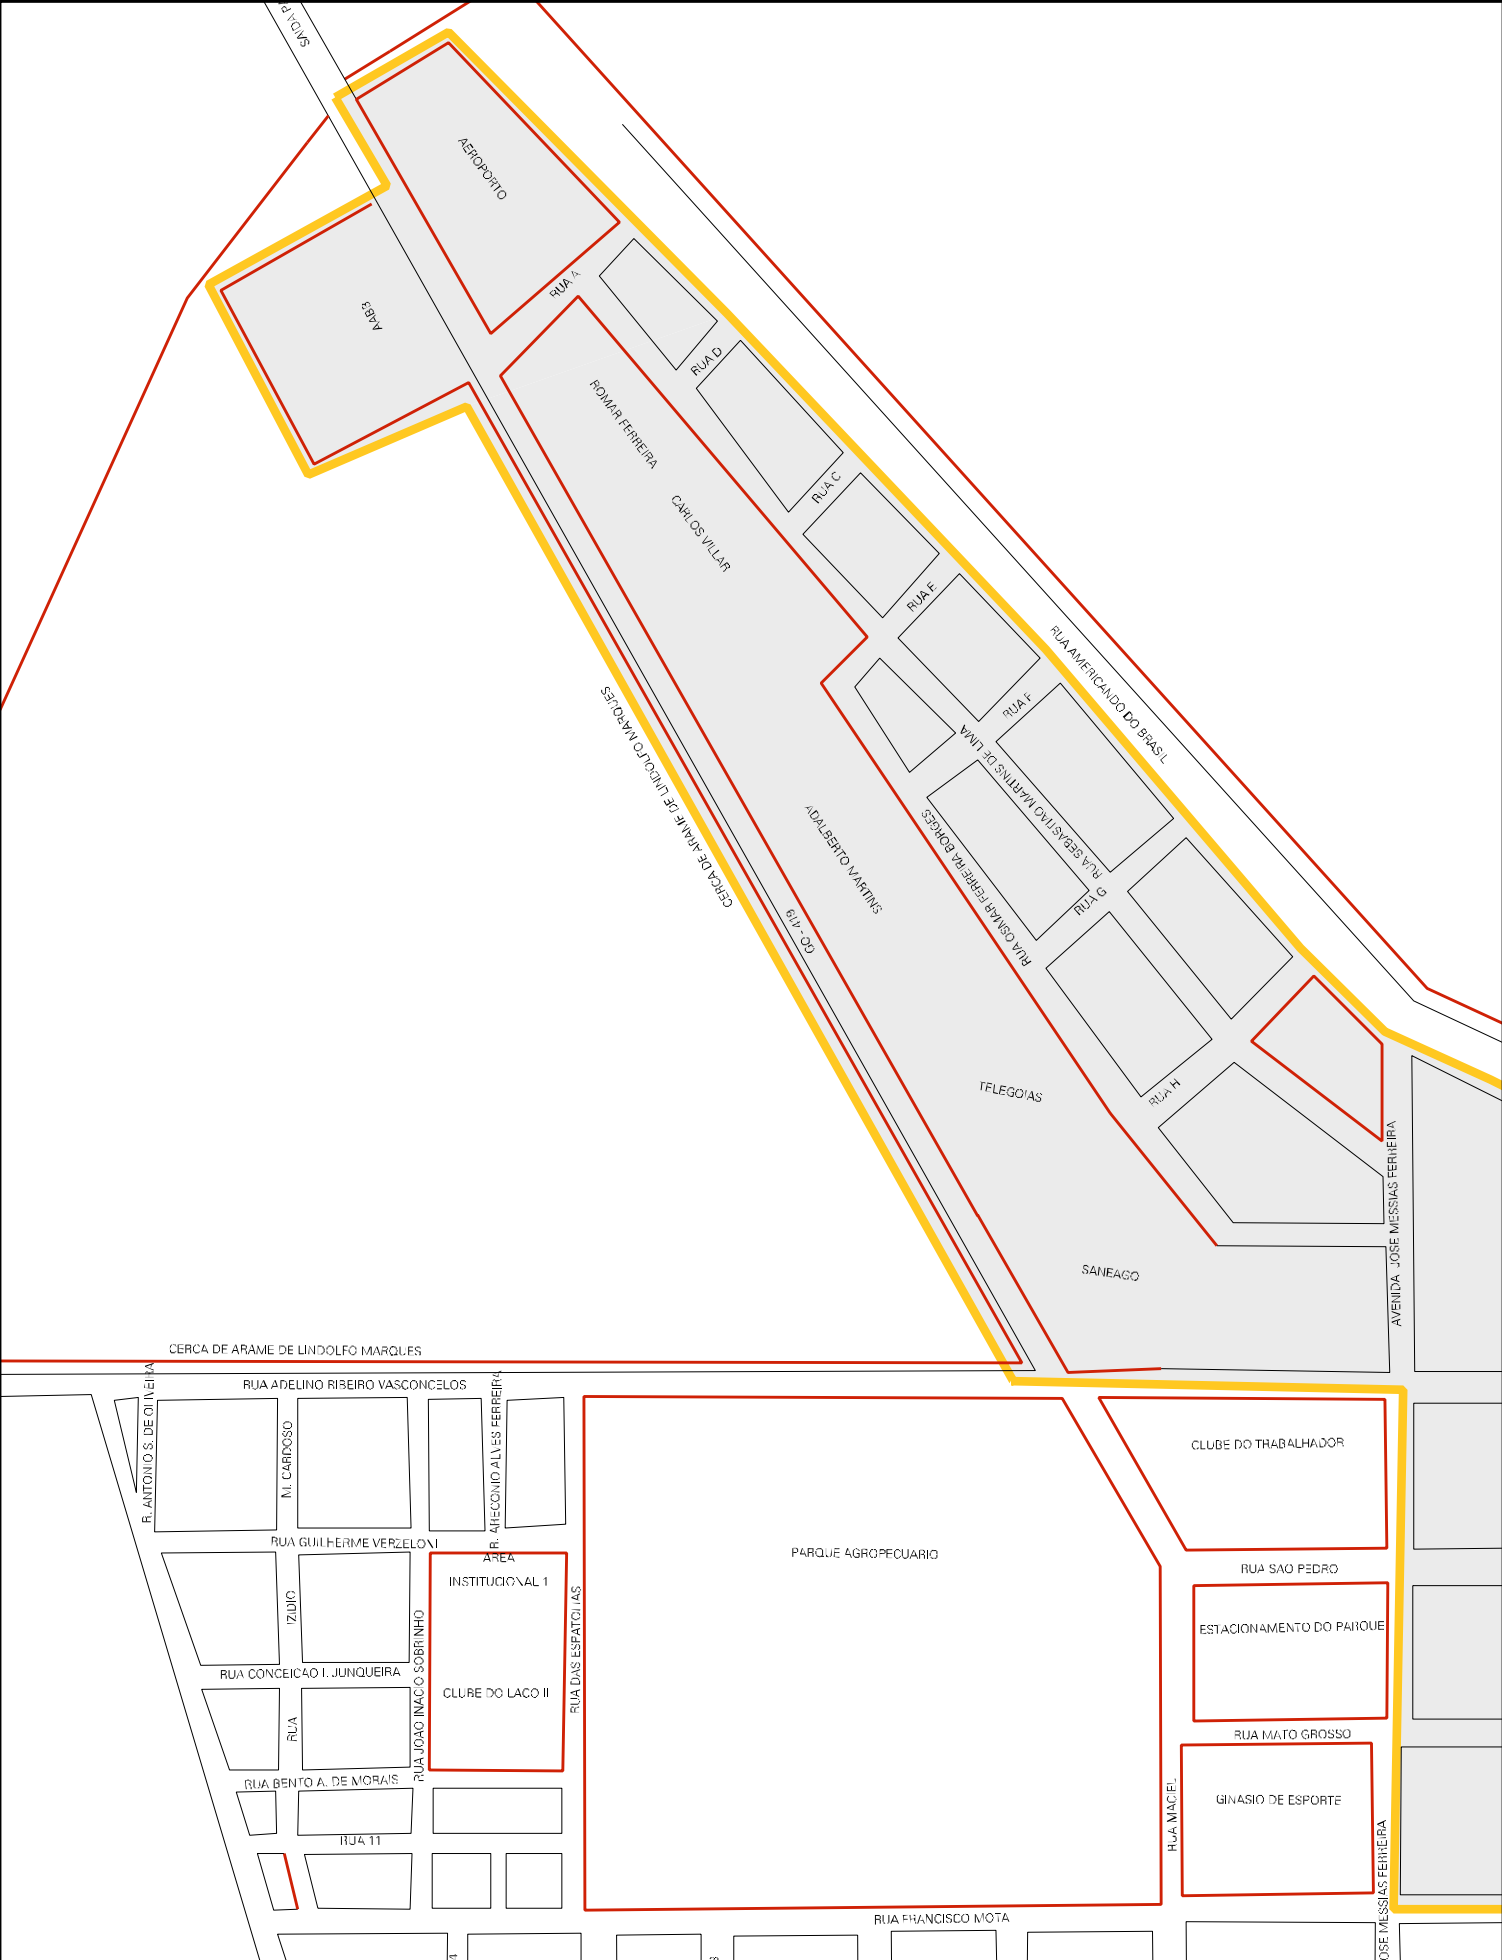 AEROPORTO
RUA A
AABB
RUA D
ROMAR FERREIRA
RUA C
CARLOS VILLAR
RUA E
RUA F
RUA AMERICANDO DO BRASIL
CERCA DE ARAME DE LINDOLFO MARQUES
RUA SEBASTIAO MARTINS DE LIMA
ADALBERTO MARTINS
RUA OSMAR FERREIRA BORGES
RUA G
GO - 419
TELEGOIAS
RUA H
AVENIDA JOSE MESSIAS FERREIRA
SANEAGO
CERCA DE ARAME DE LINDOLFO MARQUES
RUA ADELINO RIBEIRO VASCONCELOS
R. ANTONIO S. DE OLIVEIRA
M. CARDOSO
R. ARECONIO ALVES FERREIRA
CLUBE DO TRABALHADOR
RUA GUILHERME VERZELONI
AREA
INSTITUCIONAL 1
PARQUE AGROPECUARIO
RUA SAO PEDRO
IZIDIO
RUA JOAO INACIO SOBRINHO
RUA DAS ESPATODIAS
ESTACIONAMENTO DO PARQUE
RUA CONCEICAO I. JUNQUEIRA
CLUBE DO LACO II
RUA
RUA MATO GROSSO
RUA BENTO A. DE MORAIS
RUA MACIEL
GINASIO DE ESPORTE
RUA 11
JOSE MESSIAS FERREIRA
RUA FRANCISCO MOTA